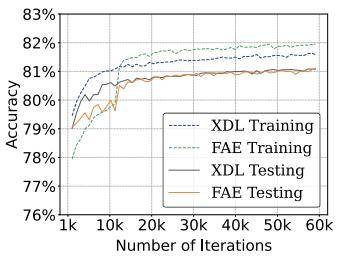 83%
82%
81%
80%
79%
78%
77%
76%
Accuracy
XDL Training
FAE Training
XDL Testing
FAE Testing
1k 10k 20k 30k 40k 50k 60k
Number of Iterations